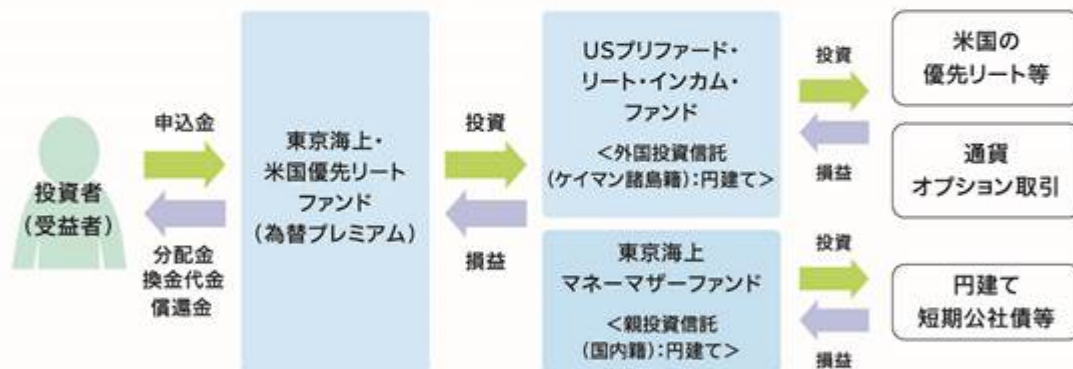 投資者
(受益者)
申込金
分配金
換金代金
償還金
東京海上・
米国優先リート
ファンド
(為替プレミアム)
投資
損益
USプリファード・
リート・インカム・
ファンド
<外国投資信託
(ケイマン諸島籍):円建て>
東京海上
マネーマザーファンド
<親投資信託
(国内籍):円建て>
投資
損益
投資
損益
米国の
優先リート等
通貨
オプション取引
円建て
短期公社債等